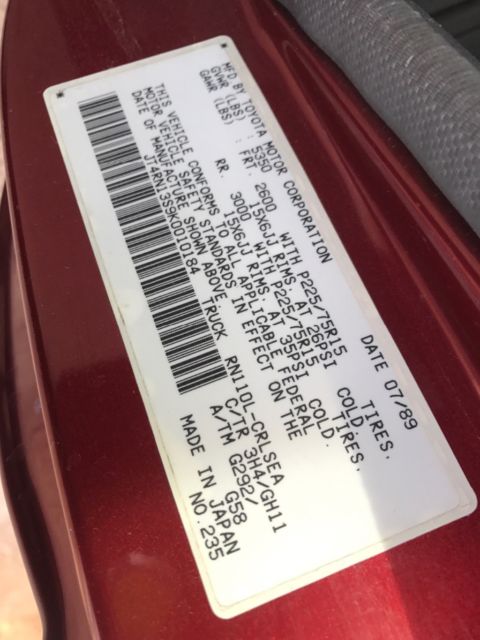 MFD BY TOYOTA MOTOR CORPORATION DATE 07/89
GVWR (LBS) 5350
GAWR (LBS) FRT. 2600 WITH P225/75R15 TIRES.
15X6JJ RIMS. AT 26PSI COLD.
RR. 3000 WITH P225/75R15 TIRES.
15X6JJ RIMS. AT 35PSI COLD.
THIS VEHICLE CONFORMS TO ALL APPLICABLE FEDERAL
MOTOR VEHICLE SAFETY STANDARDS IN EFFECT ON THE
DATE OF MANUFACTURE SHOWN ABOVE
JT4RN13S9K0010184 TRUCK RN110L-CRLSEA
C/TR 3H4/GH11
A/TM G292/ G58
MADE IN JAPAN
NO.235